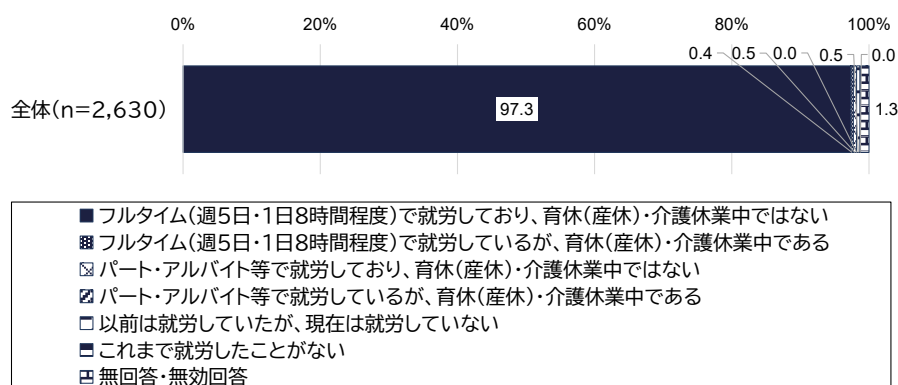 0% 20% 40% 60% 80% 100%
0.4 0.5 0.0 0.5 0.0
全体(n=2,630) 97.3 1.3
フルタイム(週5日・1日8時間程度)で就労しており、育休(産休)・介護休業中ではない
フルタイム(週5日・1日8時間程度)で就労しているが、育休(産休)・介護休業中である
パート・アルバイト等で就労しており、育休(産休)・介護休業中ではない
パート・アルバイト等で就労しているが、育休(産休)・介護休業中である
以前は就労していたが、現在は就労していない
これまで就労したことがない
無回答・無効回答